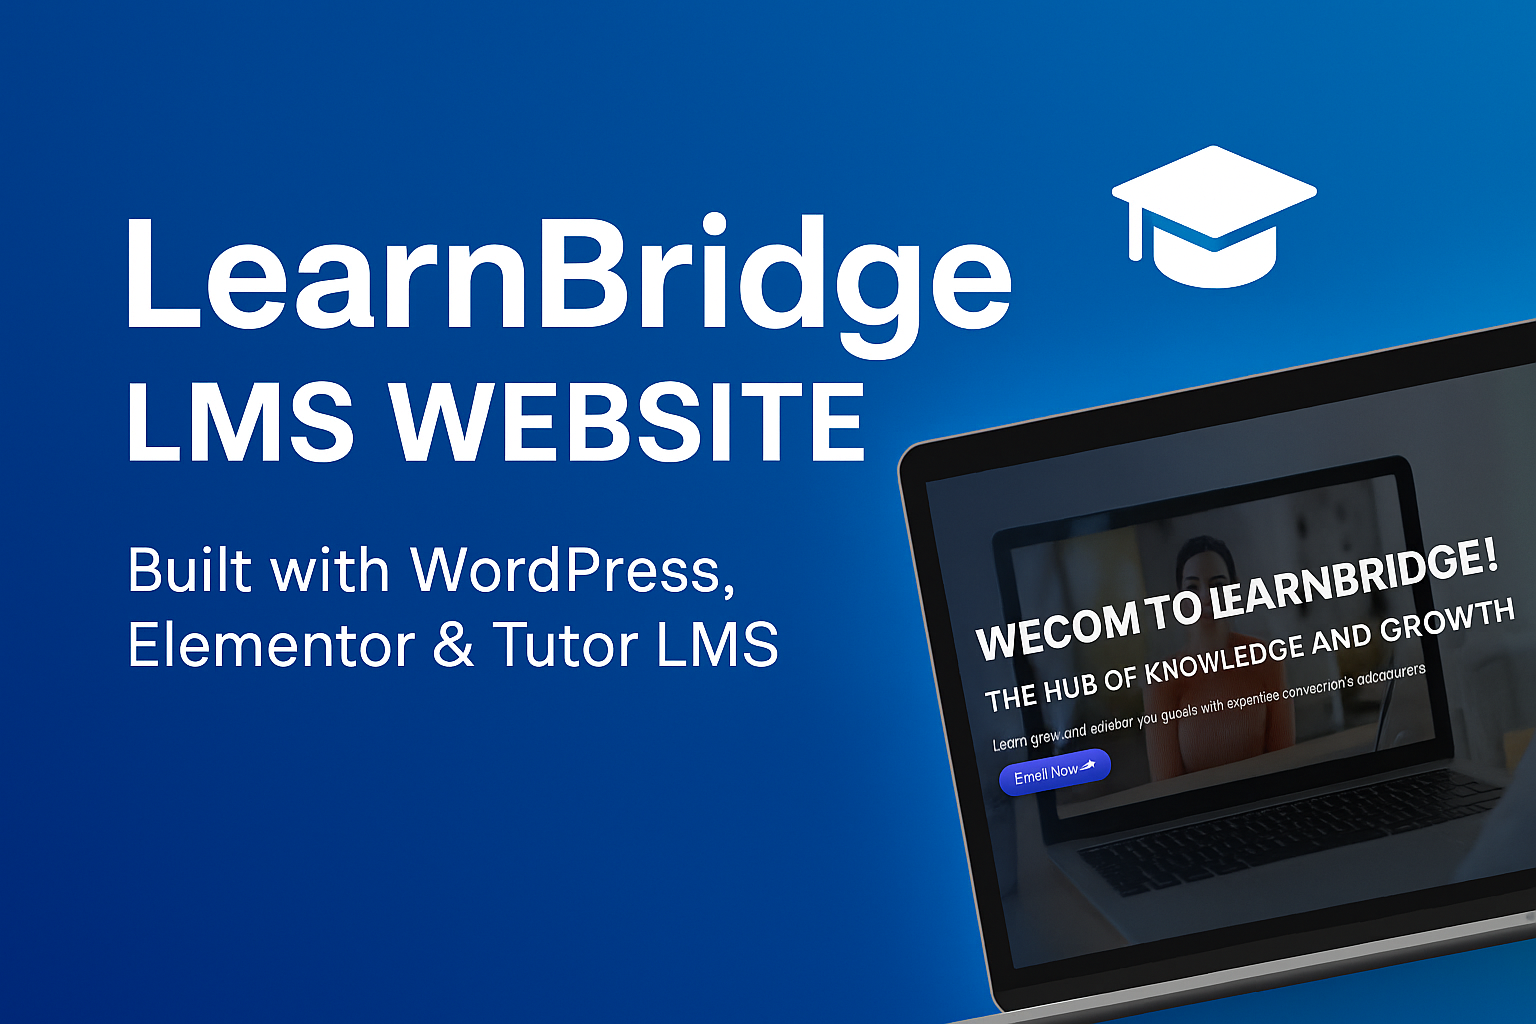 LearnBridge
LMS WEBSITE
Built with WordPress,
Elementor & Tutor LMS
WECOM TO LEARNBRIDGE!
THE HUB OF KNOWLEDGE AND GROWTH
Learn grew.and ediebar you guoals with expentiee convecrion's adcaaurers
Emell Now